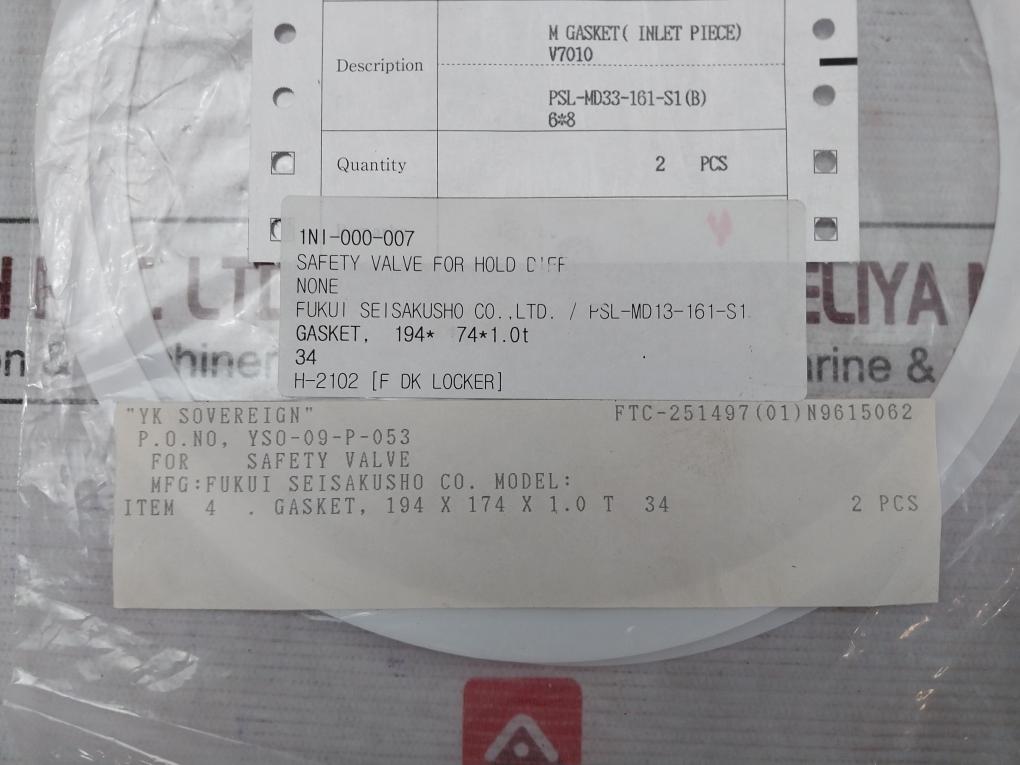 Description
M GASKET( INLET PIECE)
V7010
PSL-MD33-161-S1(B)
6*8
Quantity 2 PCS
1NI-000-007
SAFETY VALVE FOR HOLD DIFF
NONE
FUKUI SEISAKUSHO CO.,LTD. / PSL-MD13-161-S1
GASKET, 194* 74*1.0t
34
H-2102 [F DK LOCKER]
"YK SOVEREIGN" FTC-251497(01)N9615062
P.O.NO, YSO-09-P-053
FOR SAFETY VALVE
MFG:FUKUI SEISAKUSHO CO. MODEL:
ITEM 4 . GASKET, 194 X 174 X 1.0 T 34 2 PCS